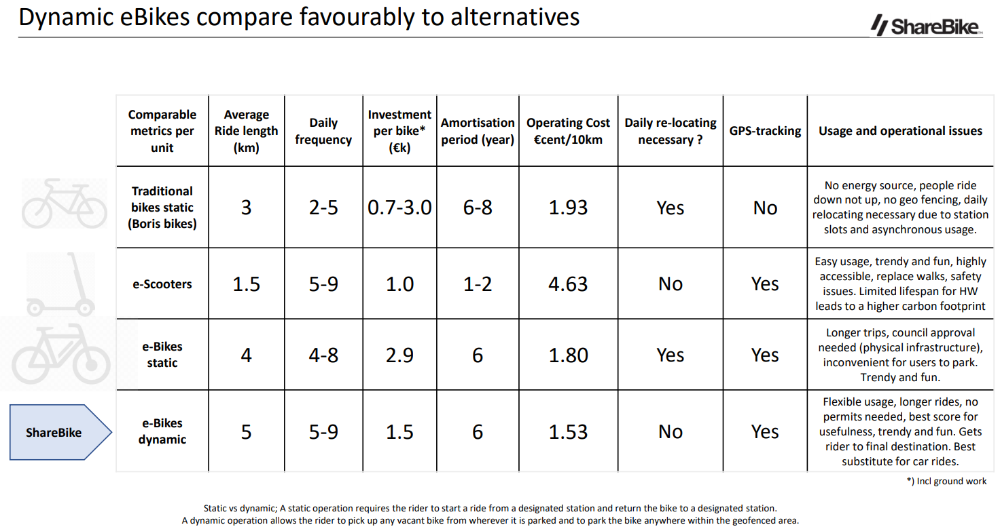 Dynamic eBikes compare favourably to alternatives
ShareBike™
Comparable
metrics per
unit
Average
Ride length
(km)
Daily
frequency
Investment
per bike*
(€k)
Amortisation
period (year)
Operating Cost
€cent/10km
Daily re-locating
necessary ?
GPS-tracking
Usage and operational issues
Traditional
bikes static
(Boris bikes)
3
2-5
0.7-3.0
6-8
1.93
Yes
No
No energy source, people ride
down not up, no geo fencing, daily
relocating necessary due to station
slots and asynchronous usage.
e-Scooters
1.5
5-9
1.0
1-2
4.63
No
Yes
Easy usage, trendy and fun, highly
accessible, replace walks, safety
issues. Limited lifespan for HW
leads to a higher carbon footprint
e-Bikes
static
4
4-8
2.9
6
1.80
Yes
Yes
Longer trips, council approval
needed (physical infrastructure),
inconvenient for users to park.
Trendy and fun.
ShareBike
e-Bikes
dynamic
5
5-9
1.5
6
1.53
No
Yes
Flexible usage, longer rides, no
permits needed, best score for
usefulness, trendy and fun. Gets
rider to final destination. Best
substitute for car rides.
*) Incl ground work
Static vs dynamic; A static operation requires the rider to start a ride from a designated station and return the bike to a designated station.
A dynamic operation allows the rider to pick up any vacant bike from wherever it is parked and to park the bike anywhere within the geofenced area.